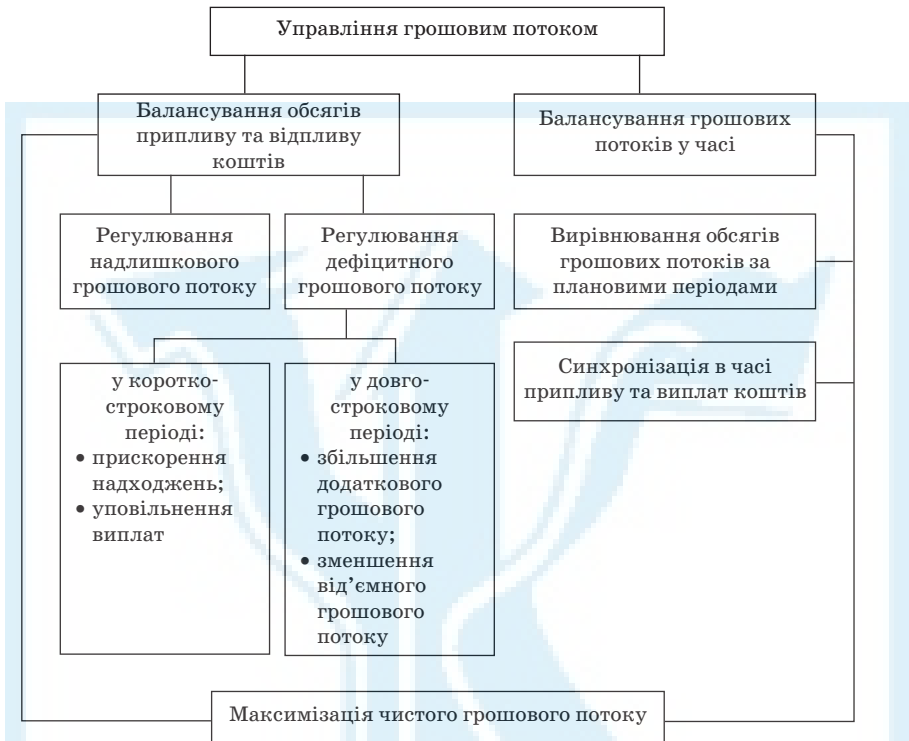 Управління грошовим потоком
Балансування обсягів
припливу та відпливу
коштів
Балансування грошових
потоків у часі
Регулювання
надлишкового
грошового потоку
Регулювання
дефіцитного
грошового потоку
Вирівнювання обсягів
грошових потоків за
плановими періодами
Синхронізація в часі
припливу та виплат коштів
у коротко-
строковому
періоді:
• прискорення
надходжень;
• уповільнення
виплат
у довго-
строковому
періоді:
• збільшення
додаткового
грошового
потоку;
• зменшення
від’ємного
грошового
потоку
Максимізація чистого грошового потоку